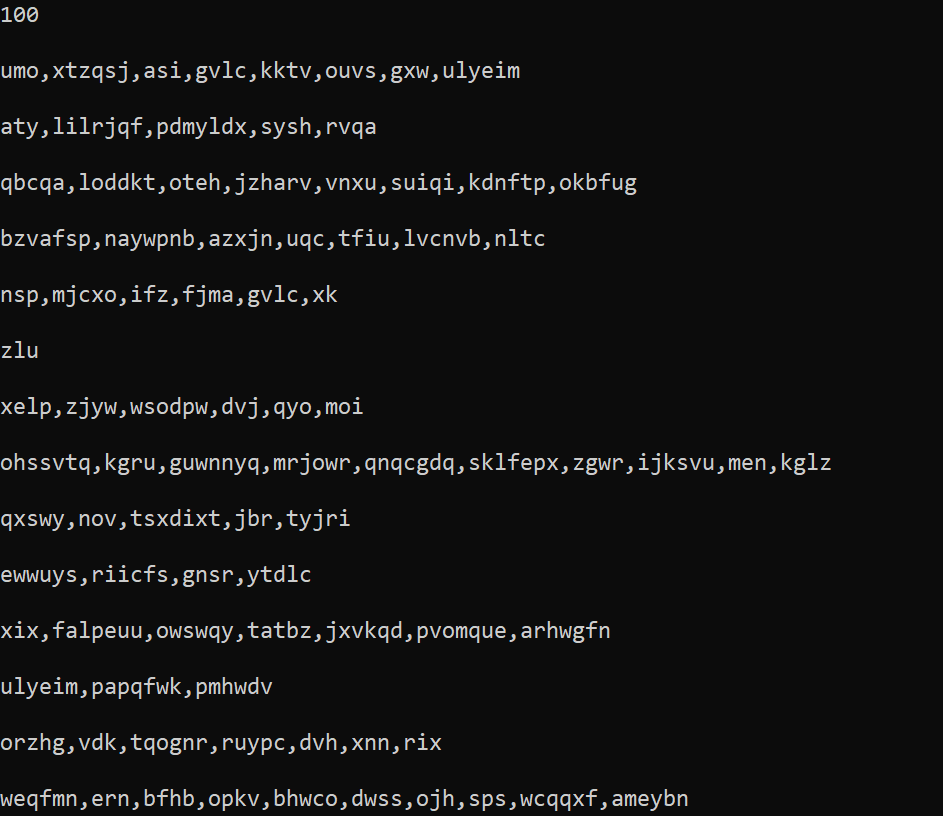 100
umo,xtzqsj,asi,gvlc,kktv,ouvs,gxw,ulyeim
aty,lilrjqf,pdmyldx,sysh,rvqa
qbcqa,loddkt,oteh,jzharv,vnxu,suiqi,kdnftp,okbfug
bzvafsp,naywpnb,azxjn,uqc,tfiu,lvcnvb,nltc
nsp,mjcxo,ifz,fjma,gvlc,xk
zlu
xelp,zjyw,wsodpw,dvj,qyo,moi
ohssvtq,kgru,guwnnyq,mrjowr,qnqcgdq,sklfepx,zgwr,ijksvu,men,kglz
qxswy,nov,tsxdixt,jbr,tyjri
ewwuys,riicfs,gnsr,ytdlc
xix,falpeuu,owswqy,tatbz,jxvkqd,pvomque,arhwgfn
ulyeim,papqfwk,pmhwdv
orzhg,vdk,tqognr,ruypc,dvh,xnn,rix
weqfmn,ern,bfhb,opkv,bhwco,dwss,ojh,sps,wcqqxf,ameybn